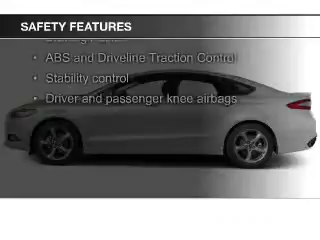 SAFETY FEATURES
• ABS and Driveline Traction Control
• Stability control
• Driver and passenger knee airbags